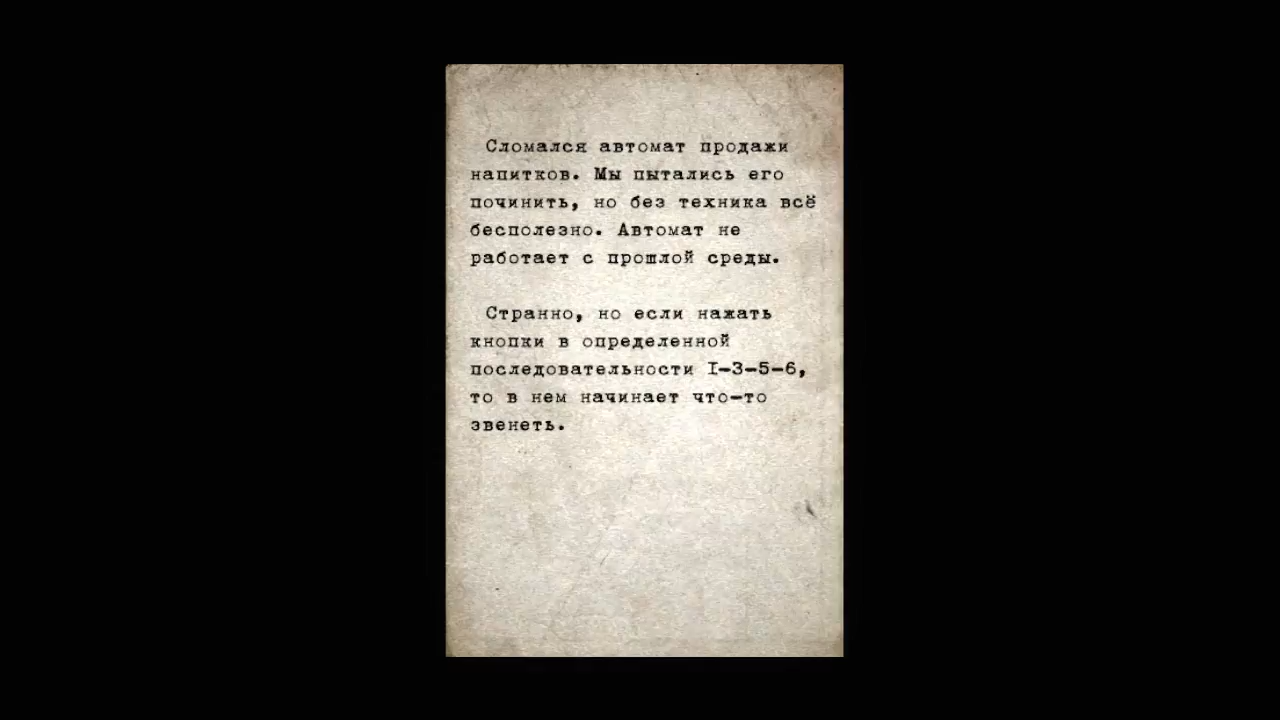 Сломался автомат продажи
напитков. Мы пытались его
починить, но без техника всё
бесполезно. Автомат не
работает с прошлой среды.
Странно, но если нажать
кнопки в определенной
последовательности I-3-5-6,
то в нем начинает что-то
звенеть.